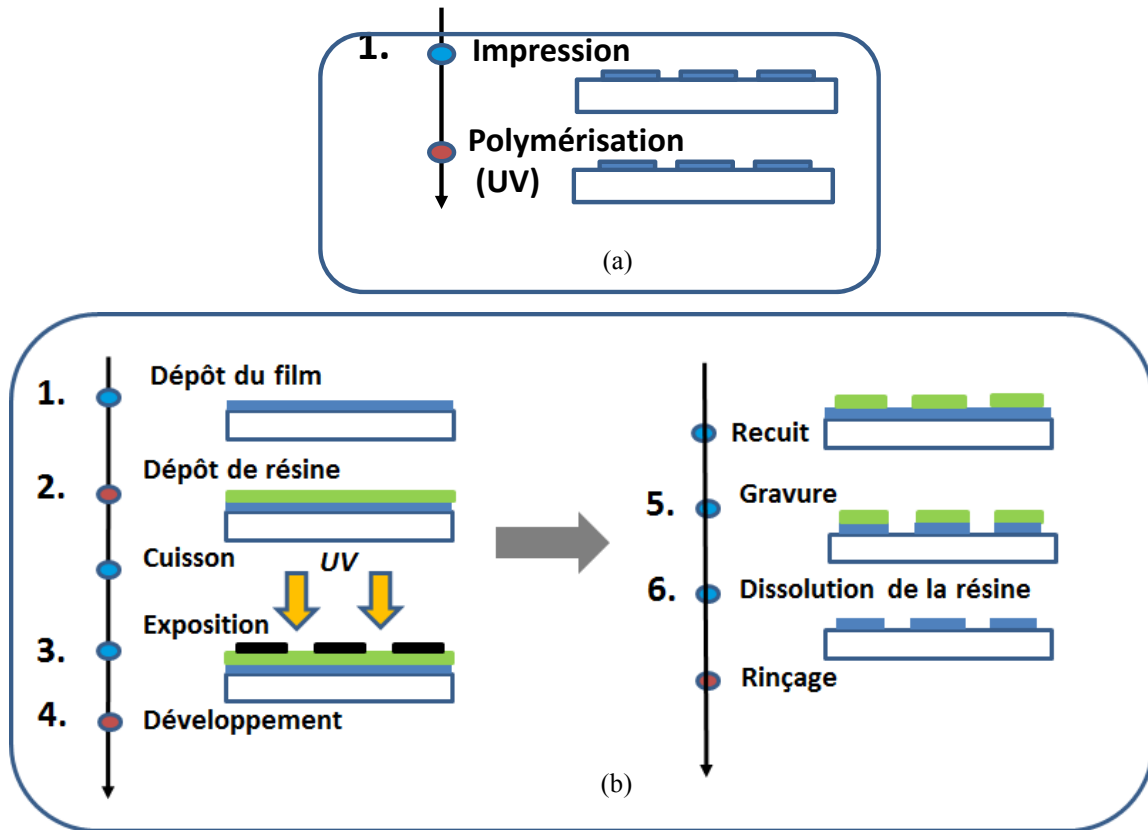 1. Impression
Polymérisation
(UV)
(a)
1. Dépôt du film
2. Dépôt de résine
Cuisson
UV
3. Exposition
4. Développement
Recuit
5. Gravure
6. Dissolution de la résine
Rinçage
(b)